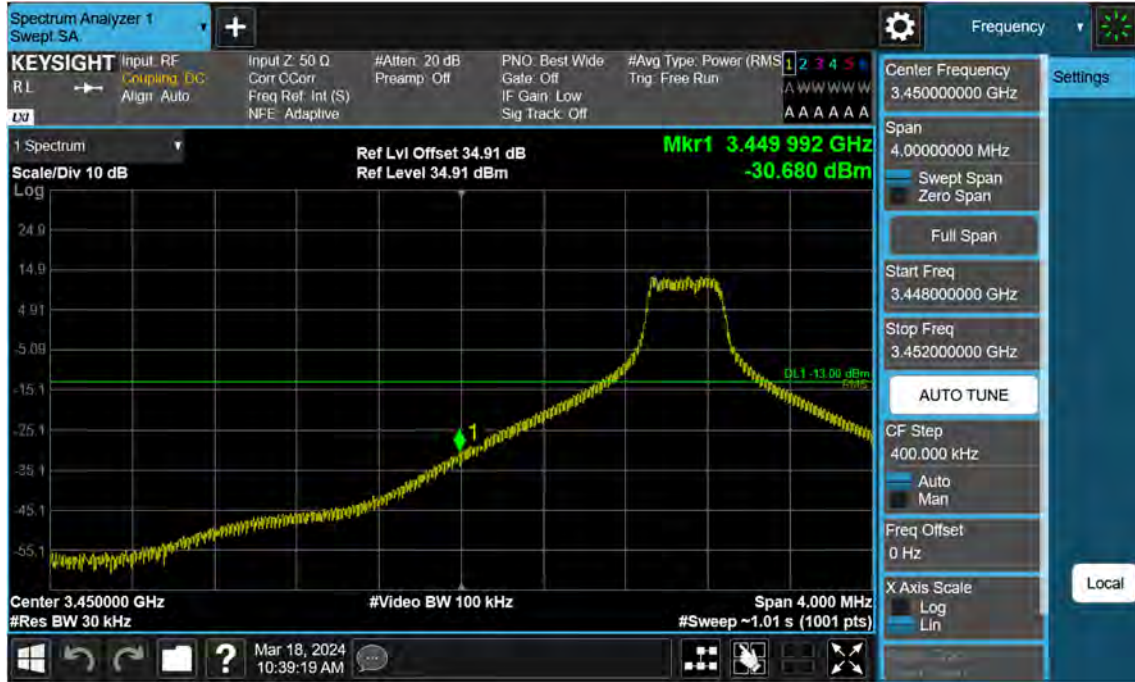 Spectrum Analyzer 1
Swept SA
+
Frequency
KEYSIGHT
RL
LXI
Input: RF
Coupling: DC
Align: Auto
Input Z: 50 Ω
Corr CCorr
Freq Ref: Int (S)
NFE: Adaptive
#Atten: 20 dB
Preamp: Off
PNO: Best Wide
Gate: Off
IF Gain: Low
Sig Track: Off
#Avg Type: Power (RMS
Trig: Free Run
1 2 3 4 5 6
A W W W W W
A A A A A A
1 Spectrum
Scale/Div 10 dB
Log
Ref Lvl Offset 34.91 dB
Ref Level 34.91 dBm
Mkr1 3.449 992 GHz
-30.680 dBm
24.9
14.9
4.91
-5.09
-15.1
-25.1
-35.1
-45.1
-55.1
DL1 -13.00 dBm
RMS
1
Center 3.450000 GHz
#Res BW 30 kHz
#Video BW 100 kHz
Span 4.000 MHz
#Sweep ~1.01 s (1001 pts)
Center Frequency
3.450000000 GHz
Span
4.00000000 MHz
Swept Span
Zero Span
Full Span
Start Freq
3.448000000 GHz
Stop Freq
3.452000000 GHz
AUTO TUNE
CF Step
400.000 kHz
Auto
Man
Freq Offset
0 Hz
X Axis Scale
Log
Lin
Settings
Local
?
Mar 18, 2024
10:39:19 AM